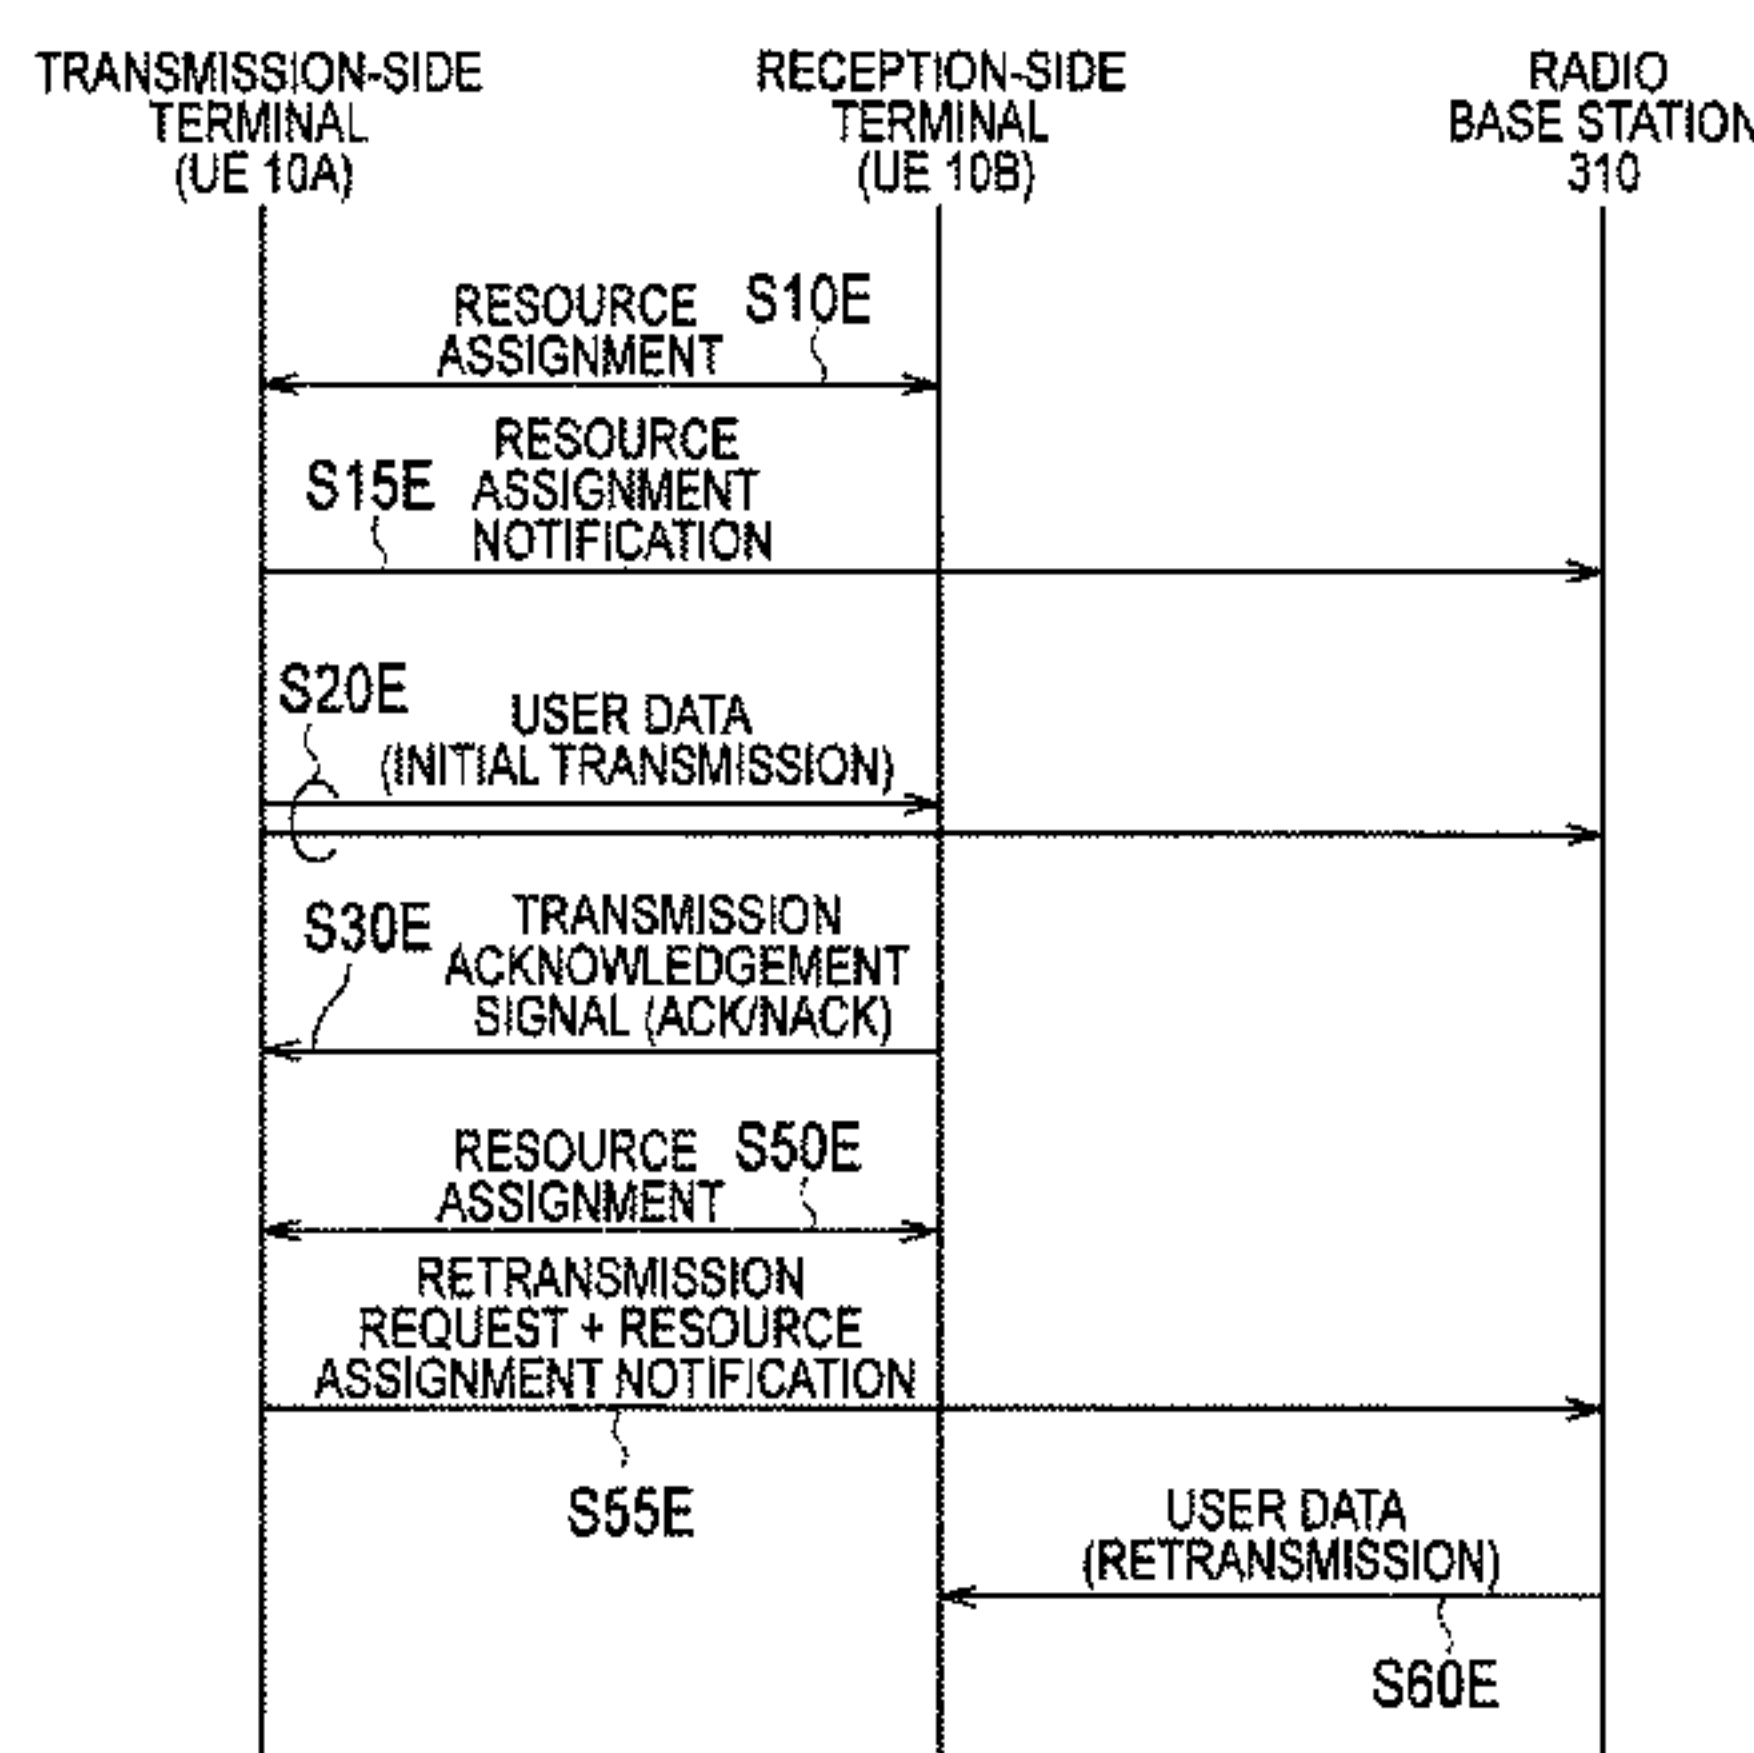 TRANSMISSION-SIDE
TERMINAL
(UE 10A)
RECEPTION-SIDE
TERMINAL
(UE 10B)
RADIO
BASE STATION
310
RESOURCE
ASSIGNMENT
S10E
RESOURCE
ASSIGNMENT
NOTIFICATION
S15E
S20E
USER DATA
(INITIAL TRANSMISSION)
S30E
TRANSMISSION
ACKNOWLEDGEMENT
SIGNAL (ACK/NACK)
RESOURCE
ASSIGNMENT
S50E
RETRANSMISSION
REQUEST + RESOURCE
ASSIGNMENT NOTIFICATION
S55E
USER DATA
(RETRANSMISSION)
S60E